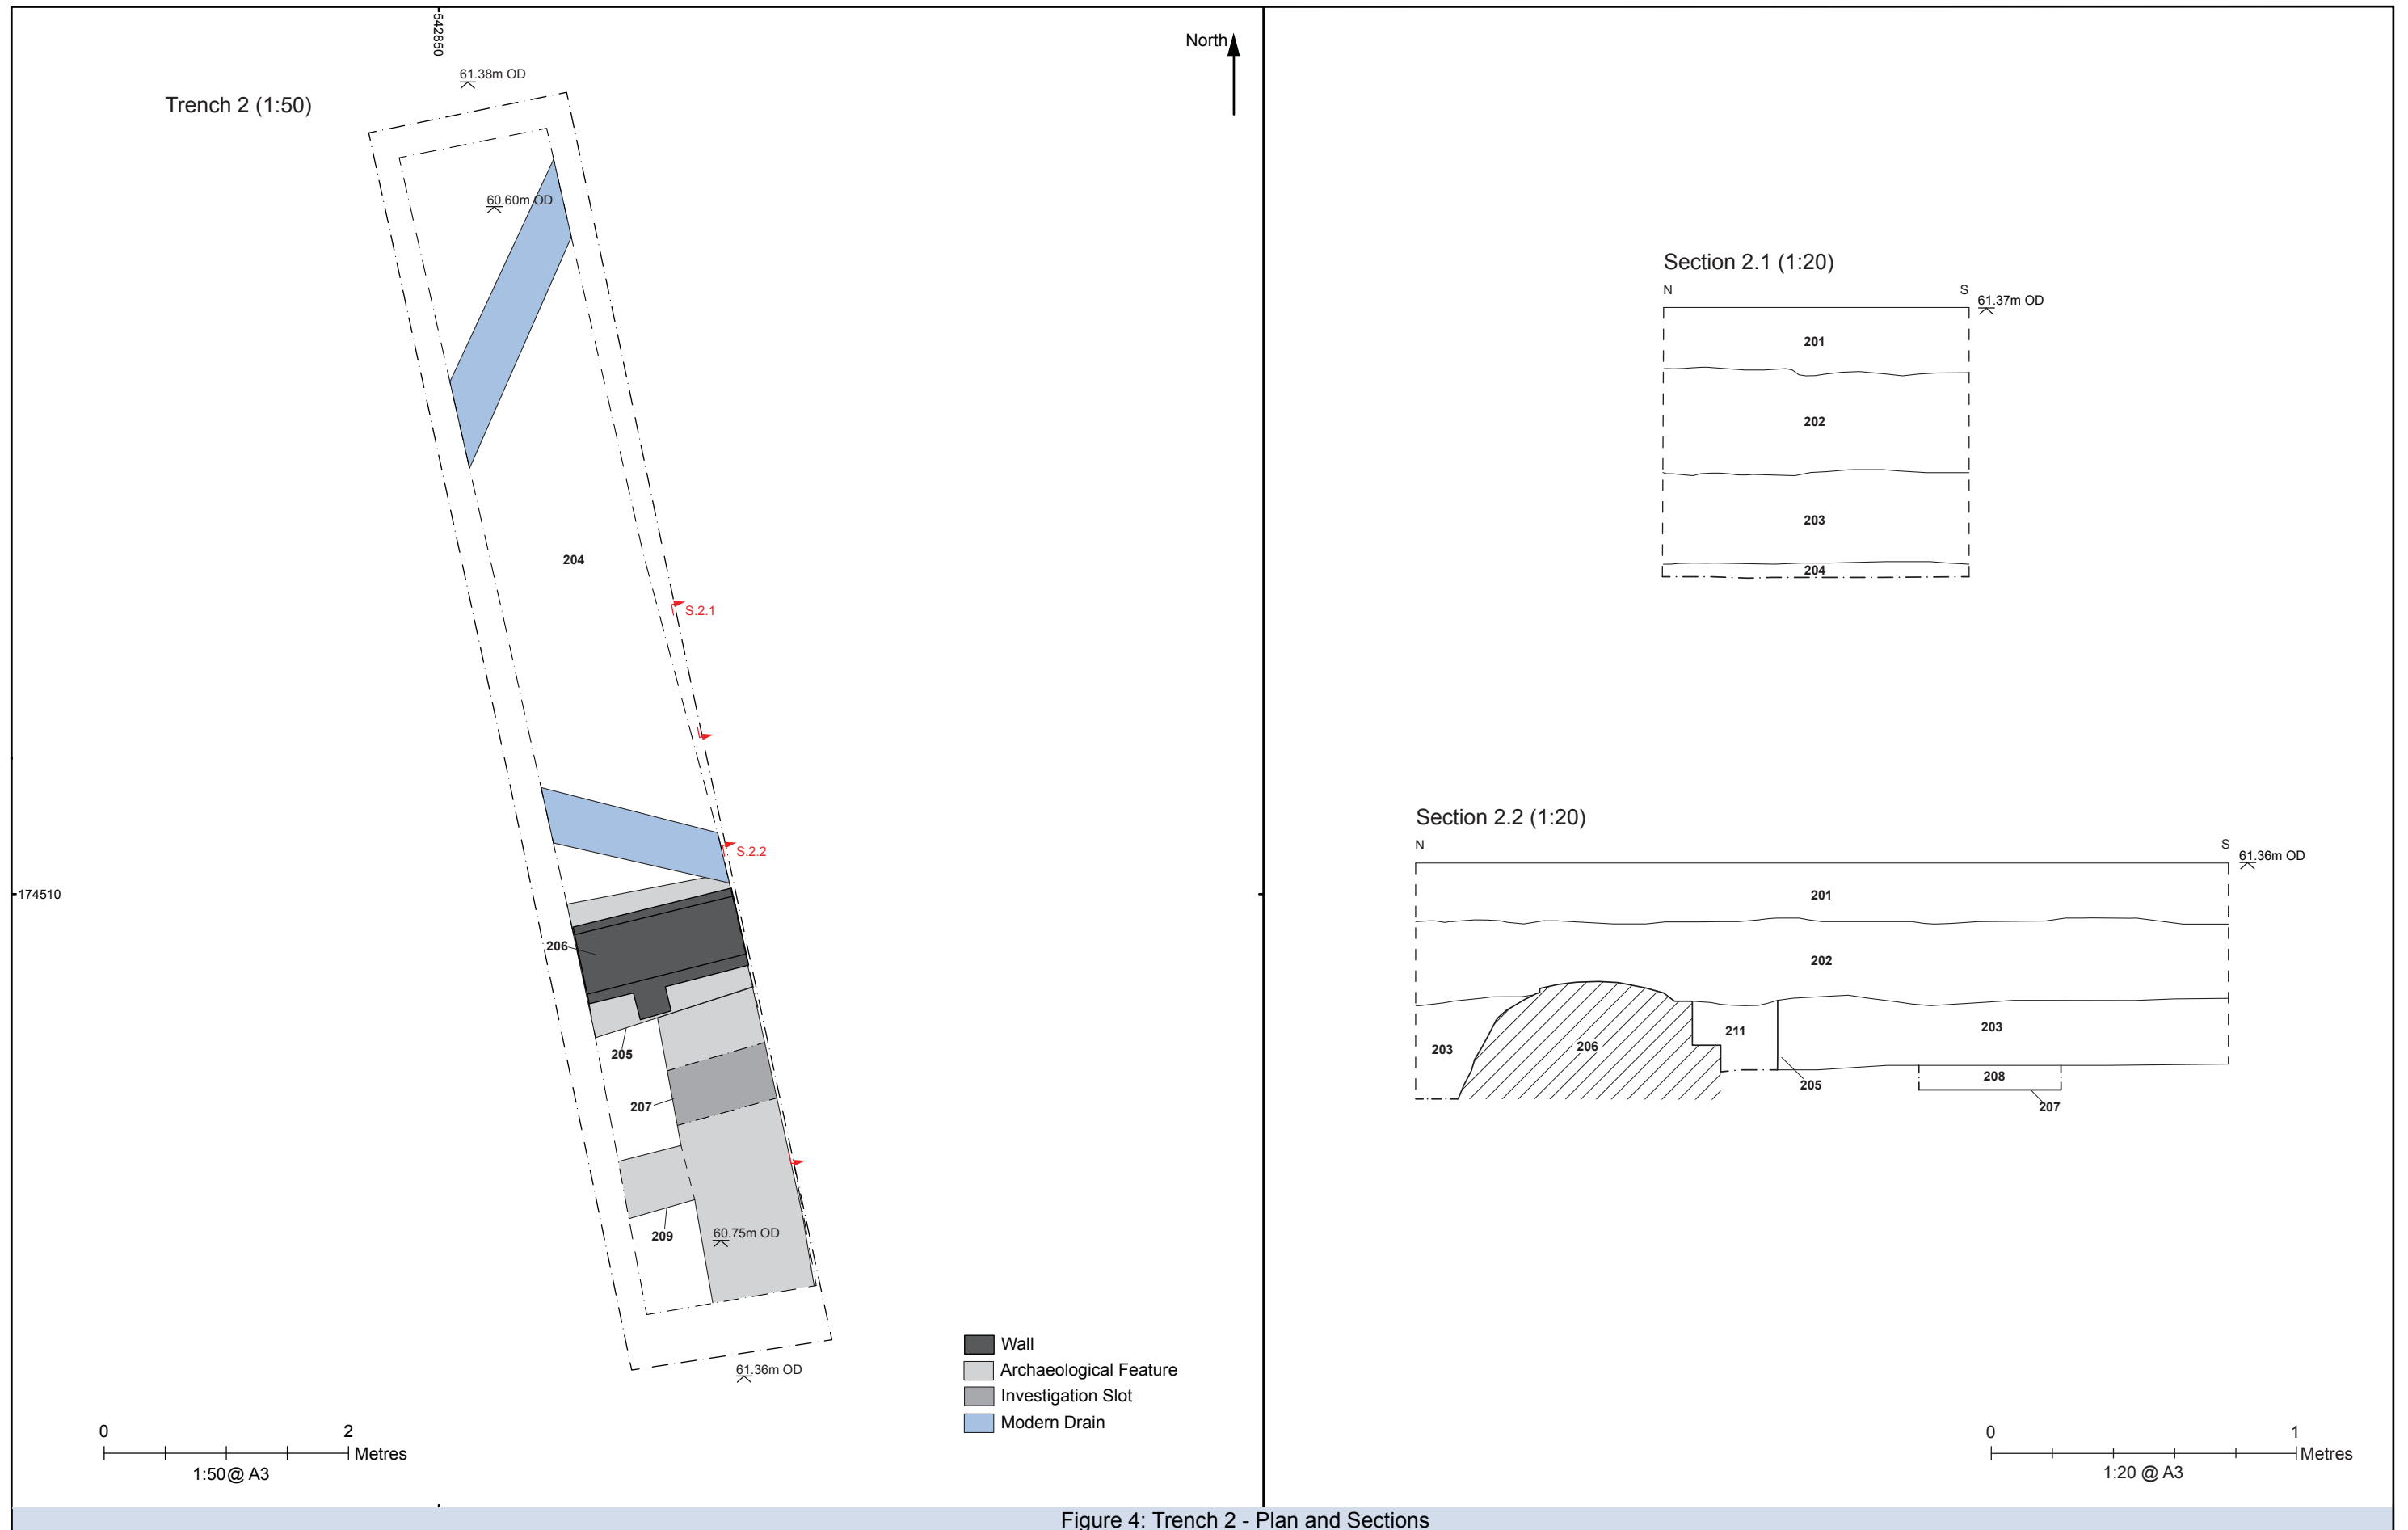 542850
North
61.38m OD
Trench 2 (1:50)
60.60m OD
204
S.2.1
S.2.2
174510
206
205
207
209
60.75m OD
61.36m OD
Wall
Archaeological Feature
Investigation Slot
Modern Drain
0 2
Metres
1:50@ A3
Section 2.1 (1:20)
N S
61.37m OD
201
202
203
204
Section 2.2 (1:20)
N S
61.36m OD
201
202
203
206
211
203
205
208
207
0 1
Metres
1:20 @ A3
Figure 4: Trench 2 - Plan and Sections